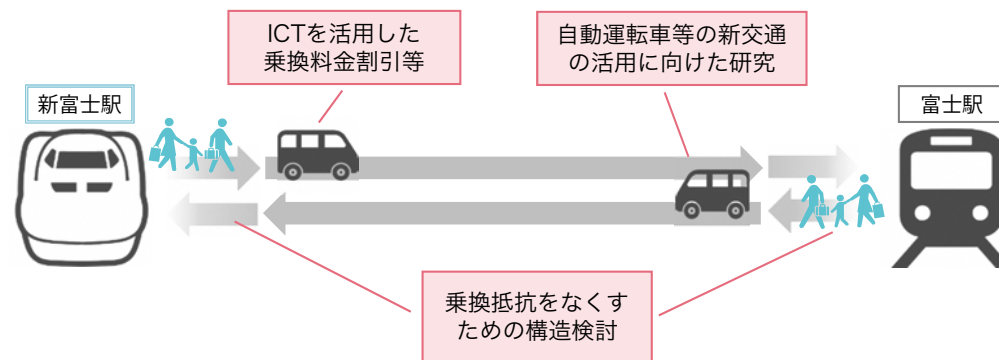 ICTを活用した
乗換料金割引等
自動運転車等の新交通
の活用に向けた研究
新富士駅
富士駅
乗換抵抗をなくす
ための構造検討